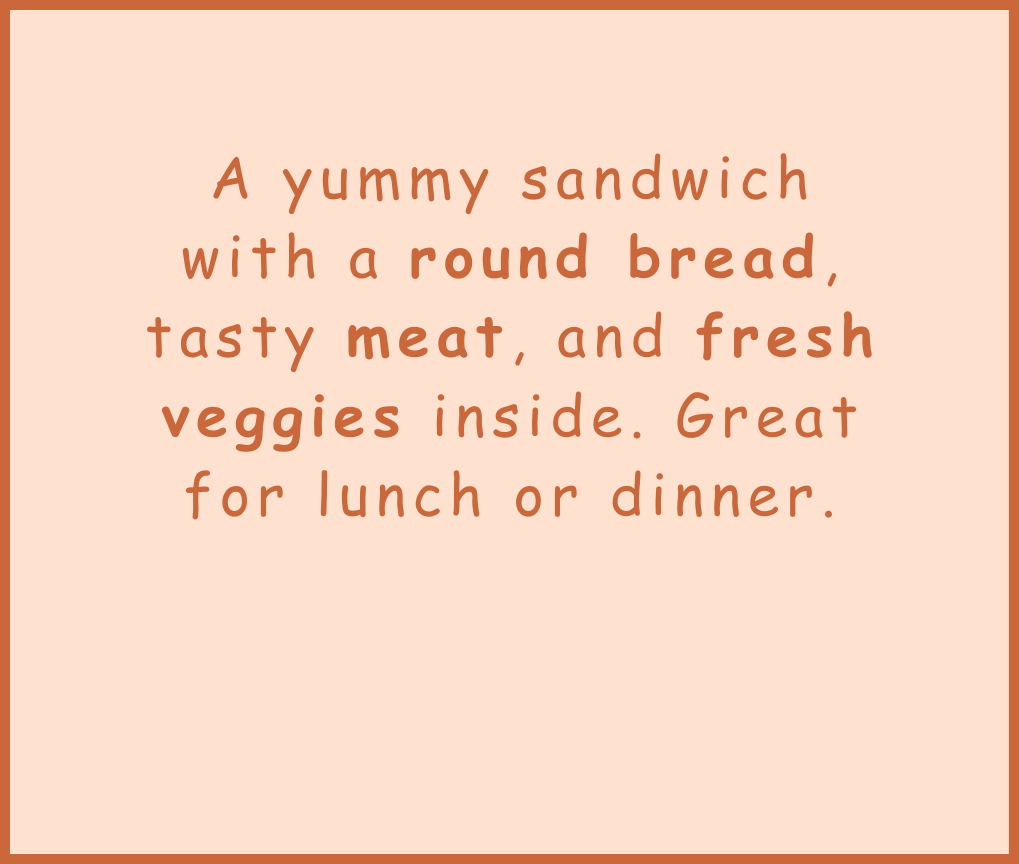 A yummy sandwich
with a round bread,
tasty meat, and fresh
veggies inside. Great
for lunch or dinner.